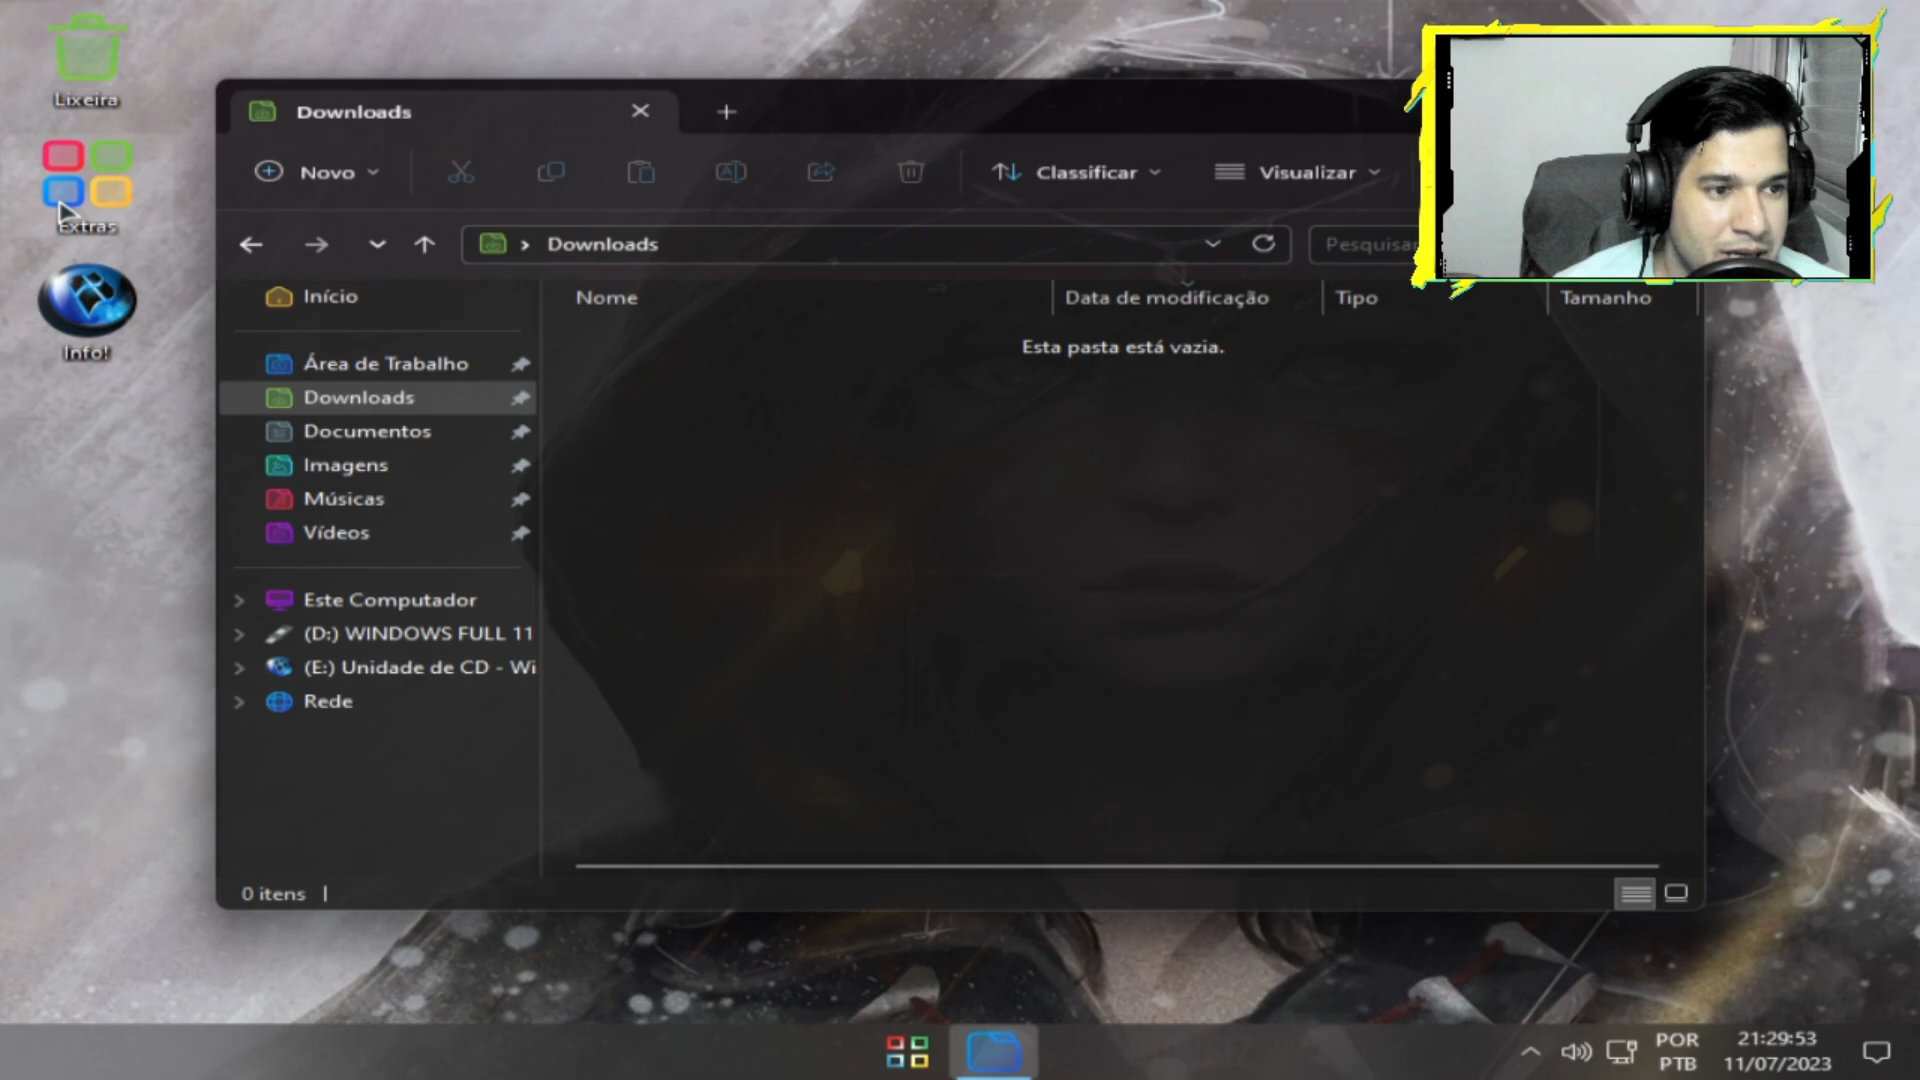 Lixeira
Extras
Info!
Downloads
Novo
Classificar
Visualizar
Downloads
Início
Nome
Data de modificação
Tipo
Tamanho
Esta pasta está vazia.
Área de Trabalho
Downloads
Documentos
Imagens
Músicas
Vídeos
Este Computador
(D:) WINDOWS FULL 11
(E:) Unidade de CD - Wi
Rede
0 itens
POR
PTB
21:29:53
11/07/2023